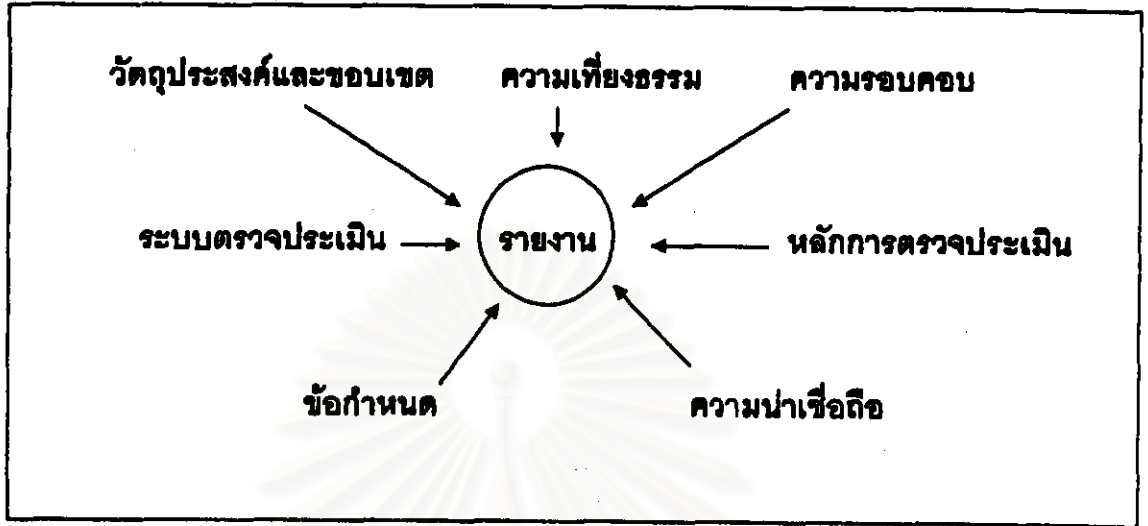 วัตถุประสงค์และขอบเขต ความเที่ยงธรรม ความรอบคอบ
ระบบตรวจประเมิน รายงาน หลักการตรวจประเมิน
ข้อกำหนด ความน่าเชื่อถือ